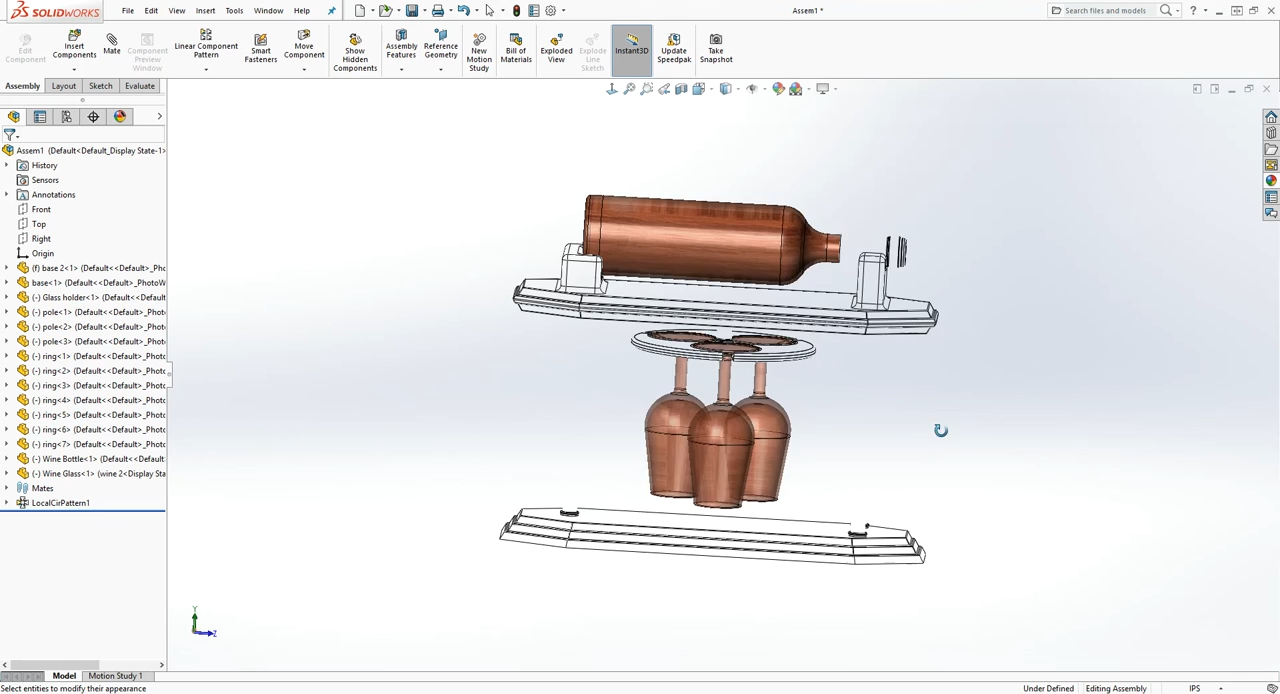 SOLIDWORKS
File Edit View Insert Tools Window Help
Assem1 *
Search files and models
Edit Component
Insert Components
Mate
Component Preview Window
Linear Component Pattern
Smart Fasteners
Move Component
Show Hidden Components
Assembly Features
Reference Geometry
New Motion Study
Bill of Materials
Exploded View
Explode Line Sketch
Instant3D
Update Speedpak
Take Snapshot
Assembly Layout Sketch Evaluate
Assem1 (Default<Default_Display State-1>
History
Sensors
Annotations
Front
Top
Right
Origin
(f) base 2<1> (Default<<Default>_Pho
base<1> (Default<<Default>_PhotoW
(-) Glass holder<1> (Default<<Defaul
(-) pole<1> (Default<<Default>_Phot
(-) pole<2> (Default<<Default>_Phot
(-) pole<3> (Default<<Default>_Phot
(-) ring<1> (Default<<Default>_Phot
(-) ring<2> (Default<<Default>_Phot
(-) ring<3> (Default<<Default>_Phot
(-) ring<4> (Default<<Default>_Phot
(-) ring<5> (Default<<Default>_Phot
(-) ring<6> (Default<<Default>_Phot
(-) ring<7> (Default<<Default>_Phot
(-) Wine Bottle<1> (Default<<Default
(-) Wine Glass<1> (wine 2<Display Sta
Mates
LocalCirPattern1
Y
Z
Model Motion Study 1
Select entities to modify their appearance
Under Defined Editing Assembly IPS